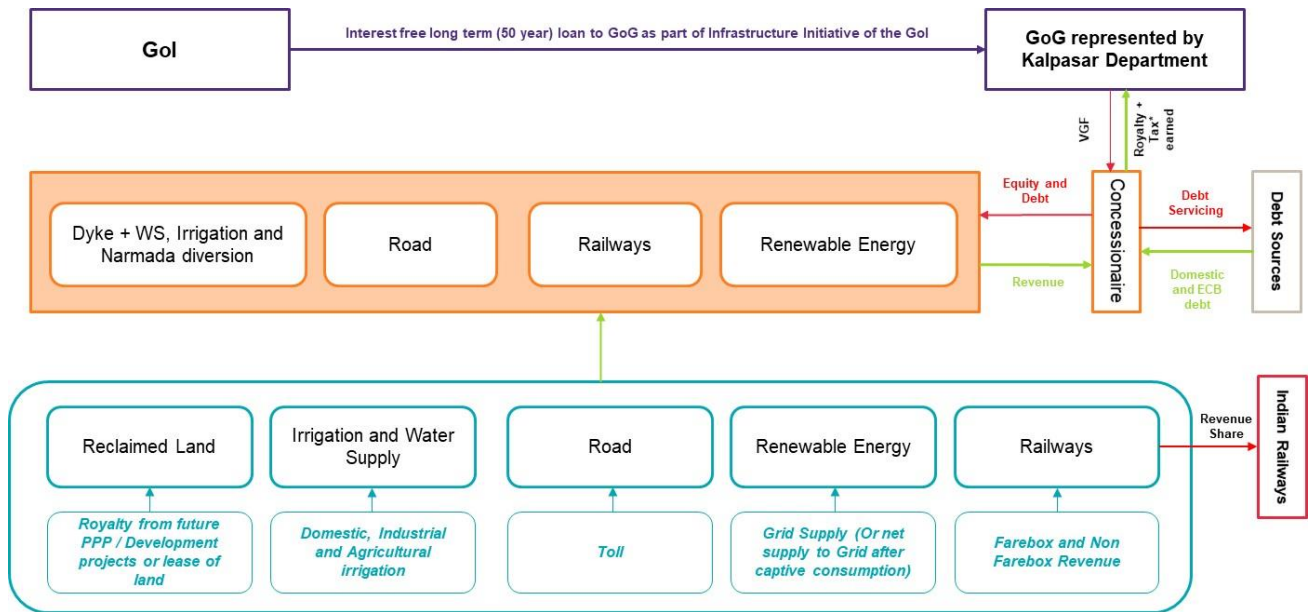 GoI
Interest free long term (50 year) loan to GoG as part of Infrastructure Initiative of the GoI
GoG represented by
Kalpasar Department
VGF
Royalty +
Tax*
earned
Dyke + WS, Irrigation and
Narmada diversion
Road
Railways
Renewable Energy
Equity and
Debt
Revenue
Concessionaire
Debt
Servicing
Domestic
and ECB
debt
Debt Sources
Reclaimed Land
Irrigation and Water
Supply
Road
Renewable Energy
Railways
Revenue
Share
Indian Railways
Royalty from future
PPP / Development
projects or lease of
land
Domestic, Industrial
and Agricultural
irrigation
Toll
Grid Supply (Or net
supply to Grid after
captive consumption)
Farebox and Non
Farebox Revenue